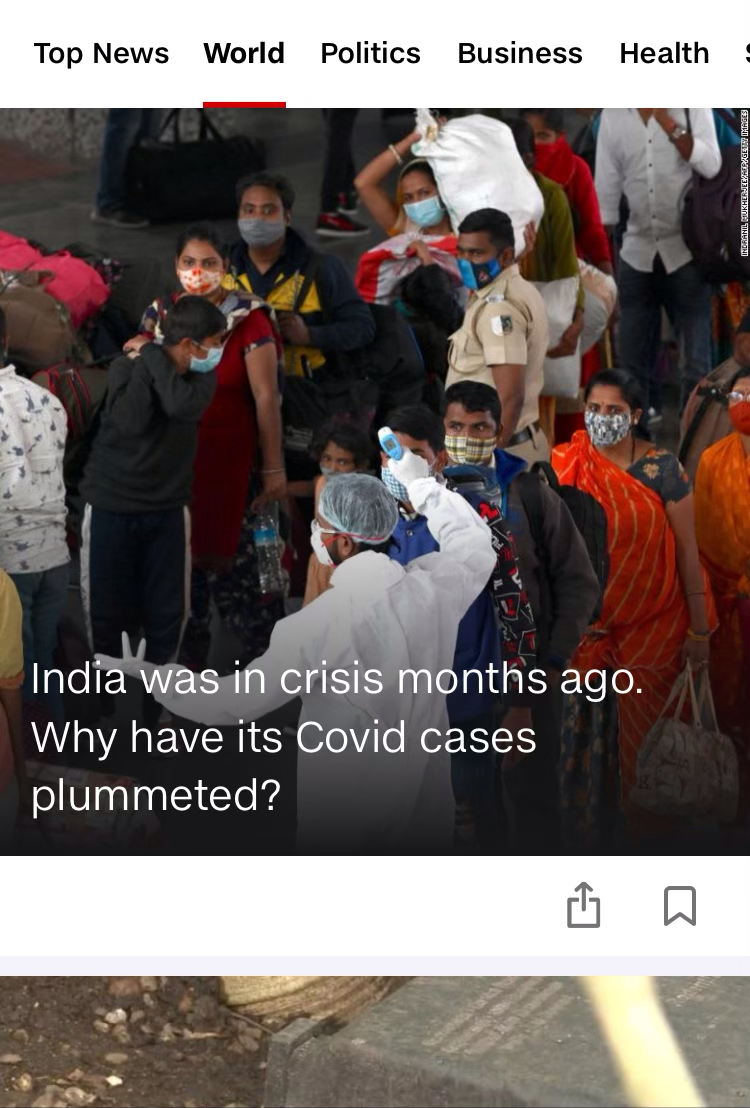 Top News World Politics Business Health
INDRANIL MUKHERJEE/AFP/GETTY IMAGES
India was in crisis months ago.
Why have its Covid cases
plummeted?